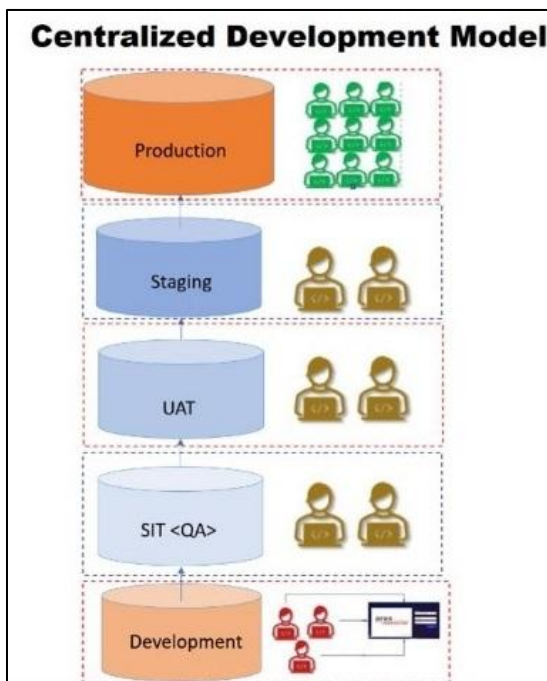 Centralized Development Model
Production
Staging
UAT
SIT <QA>
Development